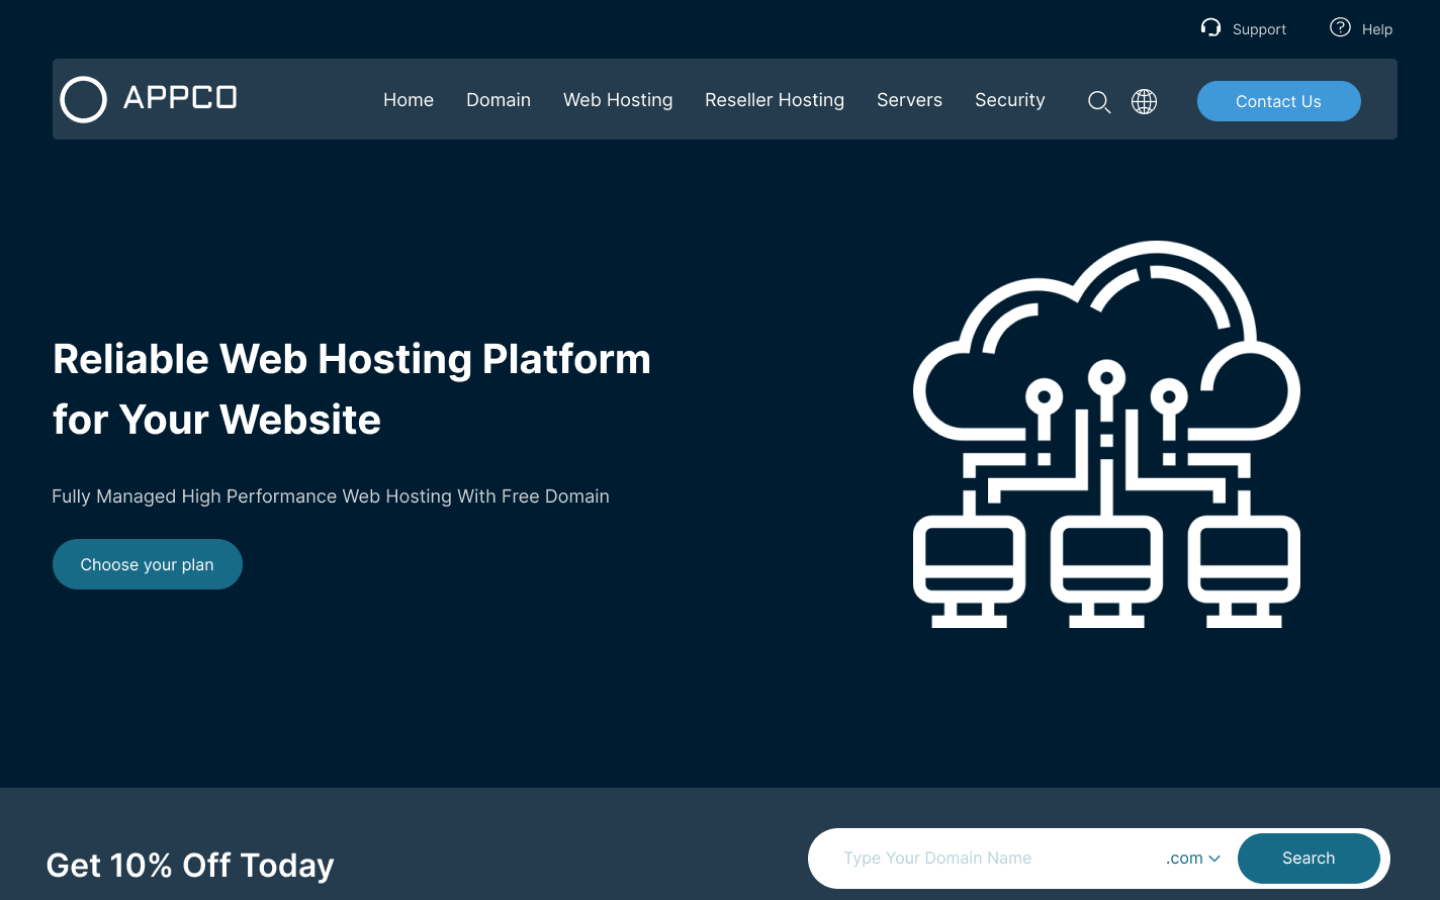 Support Help
APPCO Home Domain Web Hosting Reseller Hosting Servers Security Contact Us
Reliable Web Hosting Platform
for Your Website
Fully Managed High Performance Web Hosting With Free Domain
Choose your plan
Get 10% Off Today
Type Your Domain Name .com Search